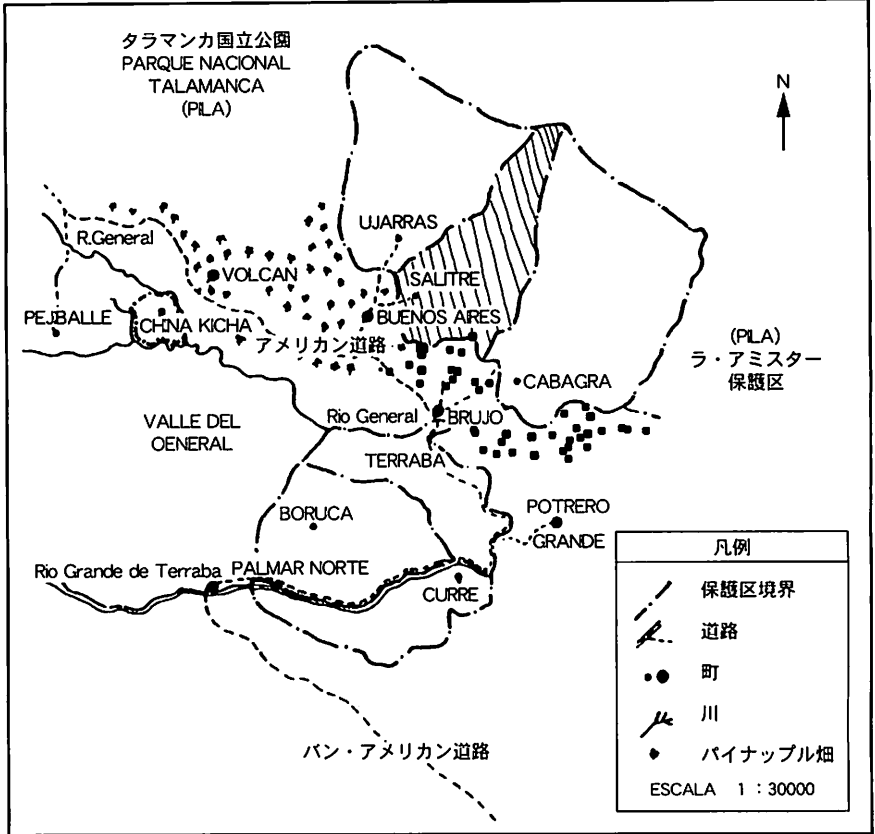 タラマンカ国立公園
PARQUE NACIONAL
TALAMANCA
(PILA)
N
UJARRAS
R.General
VOLCAN
SALITRE
PEJBALLE
CHINA KICHA
BUENOS AIRES
アメリカン道路
(PILA)
ラ・アミスター
保護区
CABAGRA
VALLE DEL
OENERAL
Rio General
BRUJO
TERRABA
BORUCA
POTRERO
GRANDE
Rio Grande de Terraba
PALMAR NORTE
CURRE
バン・アメリカン道路
凡例
保護区境界
道路
町
川
パイナップル畑
ESCALA 1：30000